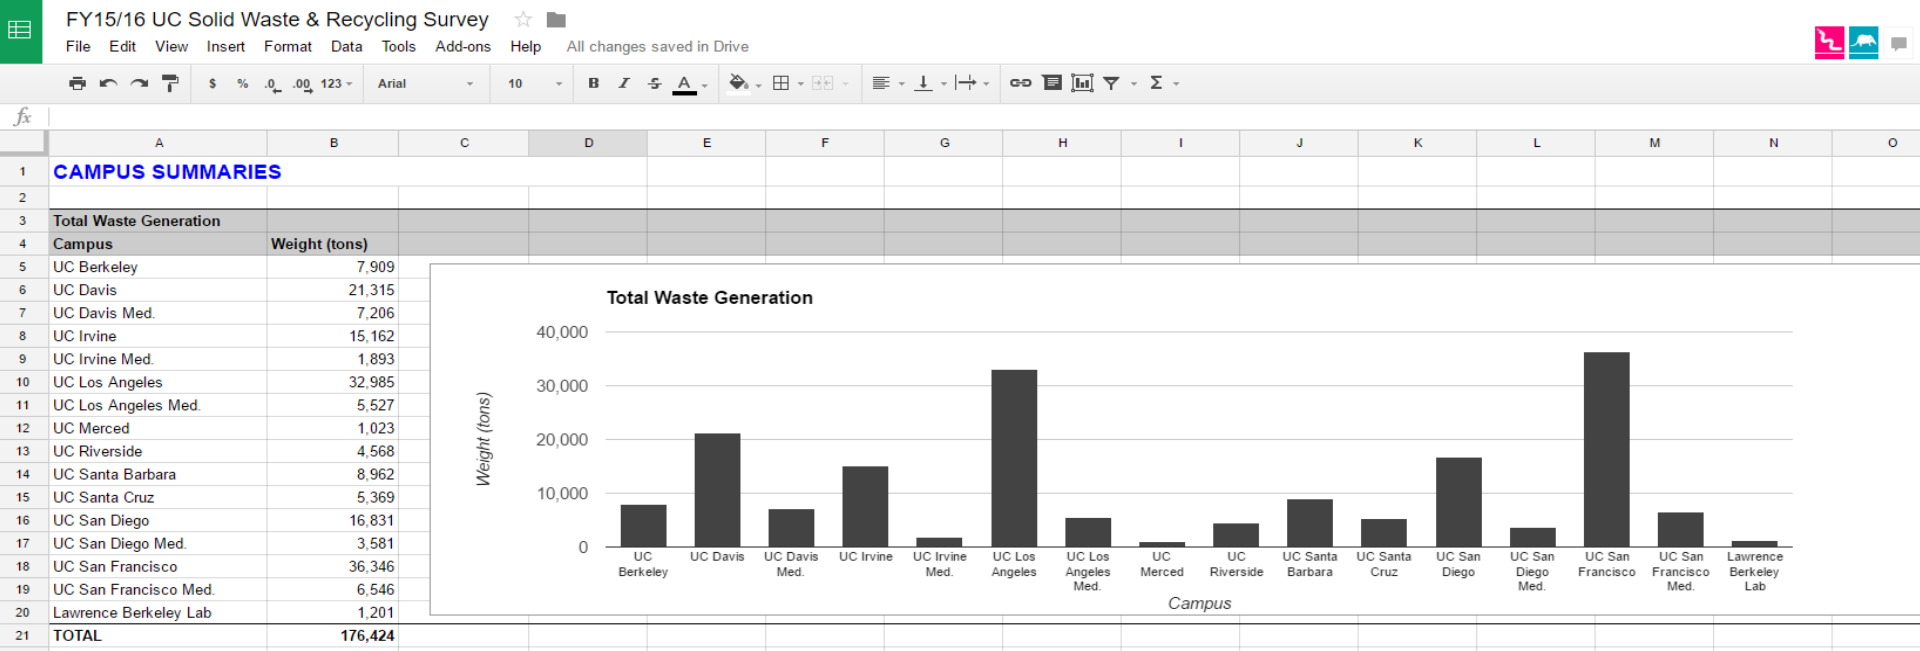 FY15/16 UC Solid Waste & Recycling Survey
File Edit View Insert Format Data Tools Add-ons Help All changes saved in Drive
$ % .0 .00 123 Arial 10 B I S A Σ
fx
A B C D E F G H I J K L M N O
1 CAMPUS SUMMARIES
2
3 Total Waste Generation
4 Campus Weight (tons)
5 UC Berkeley 7,909
6 UC Davis 21,315
7 UC Davis Med. 7,206
8 UC Irvine 15,162
9 UC Irvine Med. 1,893
10 UC Los Angeles 32,985
11 UC Los Angeles Med. 5,527
12 UC Merced 1,023
13 UC Riverside 4,568
14 UC Santa Barbara 8,962
15 UC Santa Cruz 5,369
16 UC San Diego 16,831
17 UC San Diego Med. 3,581
18 UC San Francisco 36,346
19 UC San Francisco Med. 6,546
20 Lawrence Berkeley Lab 1,201
21 TOTAL 176,424
Total Waste Generation
Weight (tons)
40,000
30,000
20,000
10,000
0
UC Berkeley
UC Davis
UC Davis Med.
UC Irvine
UC Irvine Med.
UC Los Angeles
UC Los Angeles Med.
UC Merced
UC Riverside
UC Santa Barbara
UC Santa Cruz
UC San Diego
UC San Diego Med.
UC San Francisco
UC San Francisco Med.
Lawrence Berkeley Lab
Campus